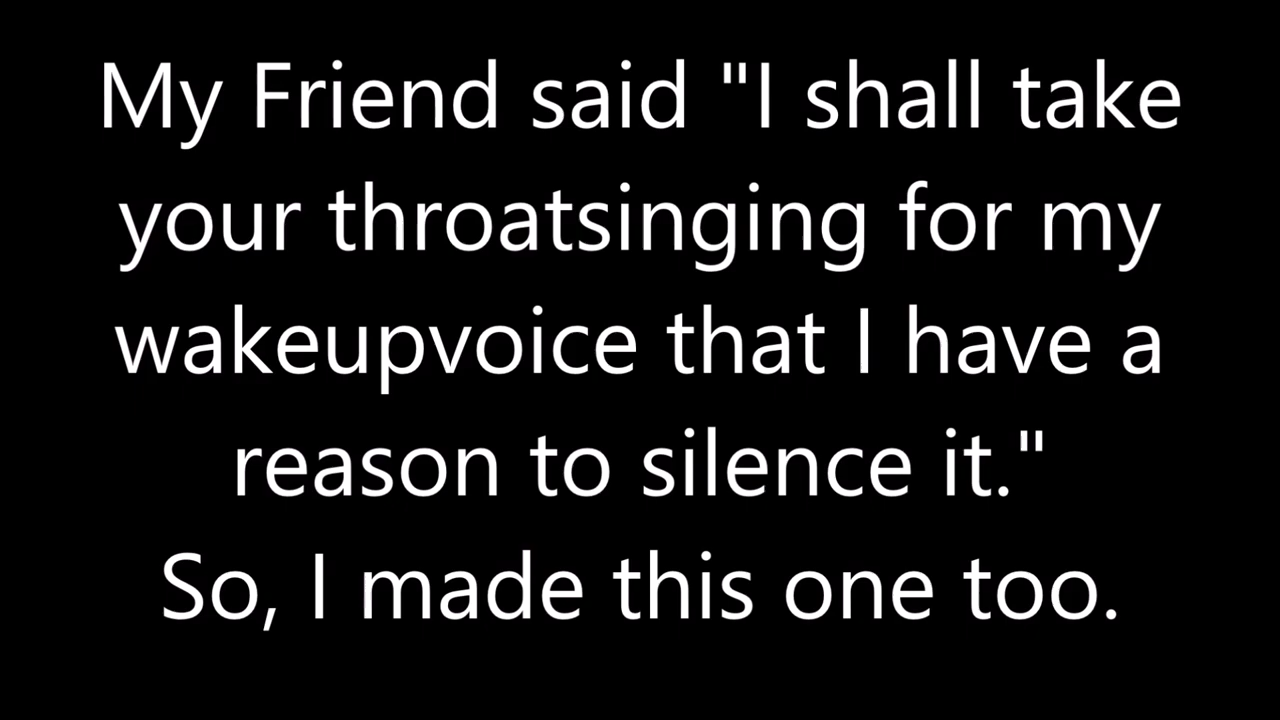 My Friend said "I shall take
your throatsinging for my
wakeupvoice that I have a
reason to silence it."
So, I made this one too.